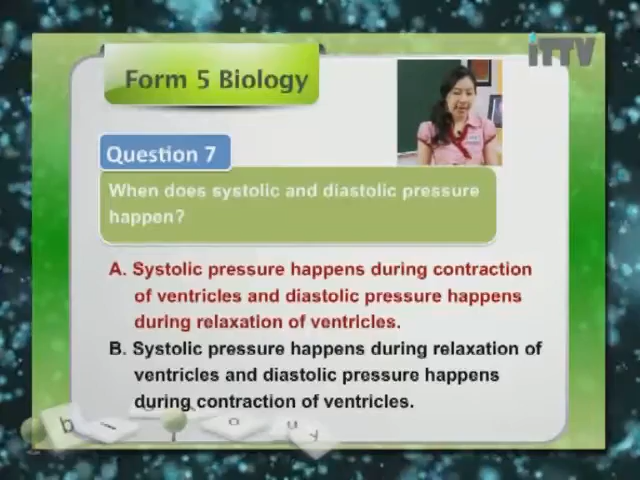 iTTV
Form 5 Biology
Question 7
When does systolic and diastolic pressure
happen?
A. Systolic pressure happens during contraction
of ventricles and diastolic pressure happens
during relaxation of ventricles.
B. Systolic pressure happens during relaxation of
ventricles and diastolic pressure happens
during contraction of ventricles.